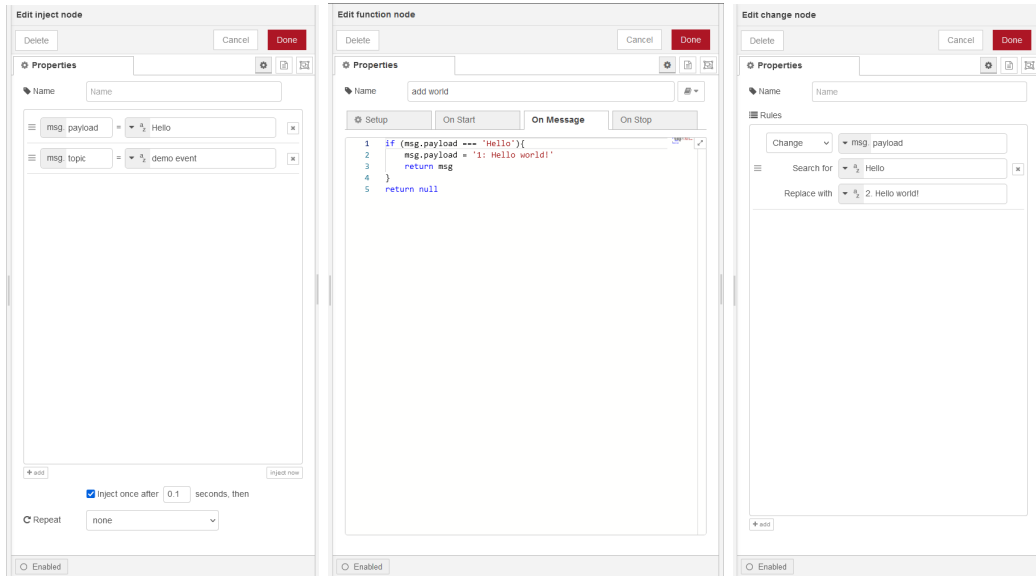 Edit inject node
Delete
Cancel
Done
Properties
Name
Name
msg. payload = a z Hello
msg. topic = a z demo event
+ add
inject now
Inject once after 0.1 seconds, then
Repeat
none
Enabled
Edit function node
Delete
Cancel
Done
Properties
Name
add world
Setup
On Start
On Message
On Stop
1 if (msg.payload === 'Hello'){
2 msg.payload = '1: Hello world!'
3 return msg
4 }
5 return null
Enabled
Edit change node
Delete
Cancel
Done
Properties
Name
Name
Rules
Change
msg. payload
Search for a z Hello
Replace with a z 2. Hello world!
+ add
Enabled